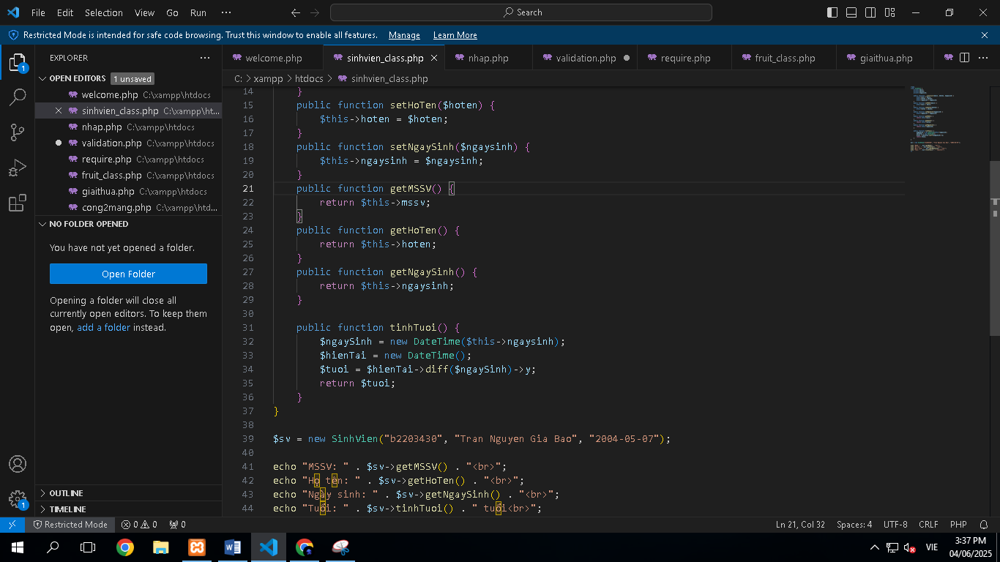 File Edit Selection View Go Run ··· Search
Restricted Mode is intended for safe code browsing. Trust this window to enable all features. Manage Learn More
EXPLORER ···
OPEN EDITORS 1 unsaved
welcome.php C:\xampp\htdocs
sinhvien_class.php C:\xampp\ht...
nhap.php C:\xampp\htdocs
validation.php C:\xampp\htdocs
require.php C:\xampp\htdocs
fruit_class.php C:\xampp\htdocs
giaithua.php C:\xampp\htdocs
cong2mang.php C:\xampp\htd...
NO FOLDER OPENED
You have not yet opened a folder.
Open Folder
Opening a folder will close all
currently open editors. To keep them
open, add a folder instead.
OUTLINE
TIMELINE
1
1
welcome.php sinhvien_class.php nhap.php validation.php require.php fruit_class.php giaithua.php ···
C: > xampp > htdocs > sinhvien_class.php
14 }
15 public function setHoTen($hoten) {
16 $this->hoten = $hoten;
17 }
18 public function setNgaySinh($ngaysinh) {
19 $this->ngaysinh = $ngaysinh;
20 }
21 public function getMSSV() {
22 return $this->mssv;
23 }
24 public function getHoTen() {
25 return $this->hoten;
26 }
27 public function getNgaySinh() {
28 return $this->ngaysinh;
29 }
30
31 public function tinhTuoi() {
32 $ngaySinh = new DateTime($this->ngaysinh);
33 $hienTai = new DateTime();
34 $tuoi = $hienTai->diff($ngaySinh)->y;
35 return $tuoi;
36 }
37 }
38
39 $sv = new SinhVien("b2203430", "Tran Nguyen Gia Bao", "2004-05-07");
40
41 echo "MSSV: " . $sv->getMSSV() . "<br>";
42 echo "Họ tên: " . $sv->getHoTen() . "<br>";
43 echo "Ngày sinh: " . $sv->getNgaySinh() . "<br>";
44 echo "Tuổi: " . $sv->tinhTuoi() . " tuổi<br>";
Restricted Mode 0 0 0 Ln 21, Col 32 Spaces: 4 UTF-8 CRLF PHP
VIE
3:37 PM
04/06/2025